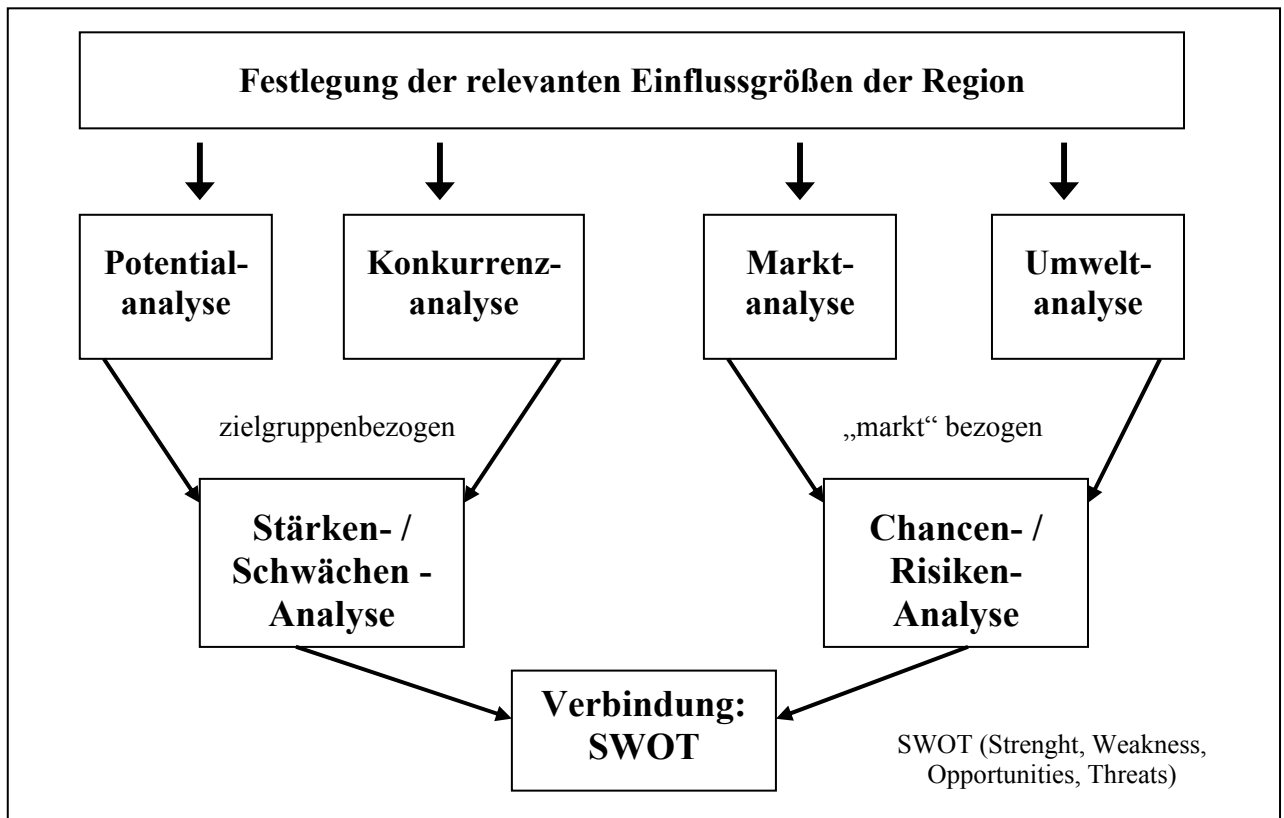 Festlegung der relevanten Einflussgrößen der Region
Potential-
analyse
Konkurrenz-
analyse
Markt-
analyse
Umwelt-
analyse
zielgruppenbezogen
„markt“ bezogen
Stärken- /
Schwächen -
Analyse
Chancen- /
Risiken-
Analyse
Verbindung:
SWOT
SWOT (Strenght, Weakness,
Opportunities, Threats)